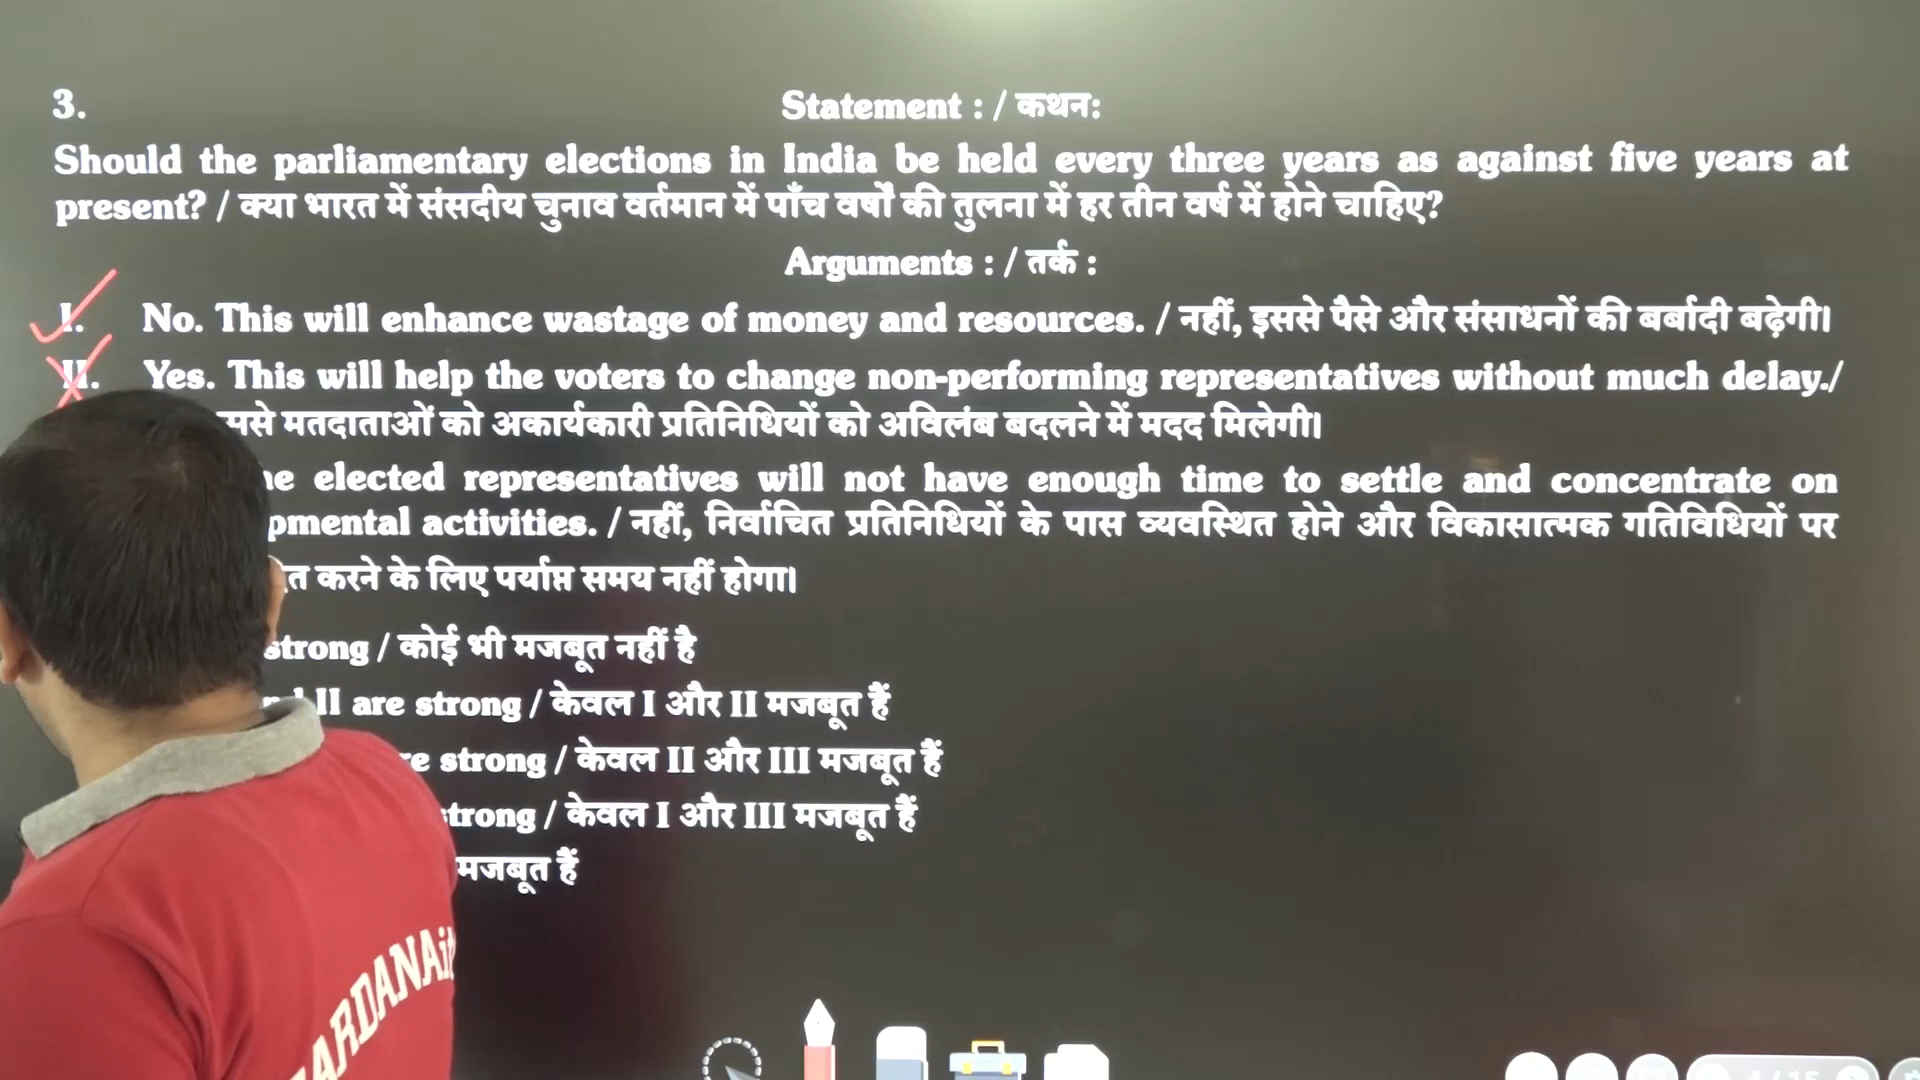 3.
Statement : / कथन:
Should the parliamentary elections in India be held every three years as against five years at
present? / क्या भारत में संसदीय चुनाव वर्तमान में पाँच वर्षों की तुलना में हर तीन वर्ष में होने चाहिए?
Arguments : / तर्क :
I. No. This will enhance wastage of money and resources. / नहीं, इससे पैसे और संसाधनों की बर्बादी बढ़ेगी।
II. Yes. This will help the voters to change non-performing representatives without much delay./
मतदाताओं को अकार्यकारी प्रतिनिधियों को अविलंब बदलने में मदद मिलेगी।
elected representatives will not have enough time to settle and concentrate on
activities. / नहीं, निर्वाचित प्रतिनिधियों के पास व्यवस्थित होने और विकासात्मक गतिविधियों पर
करने के लिए पर्याप्त समय नहीं होगा।
strong / कोई भी मजबूत नहीं है
II are strong / केवल I और II मजबूत हैं
strong / केवल II और III मजबूत हैं
strong / केवल I और III मजबूत हैं
मजबूत हैं